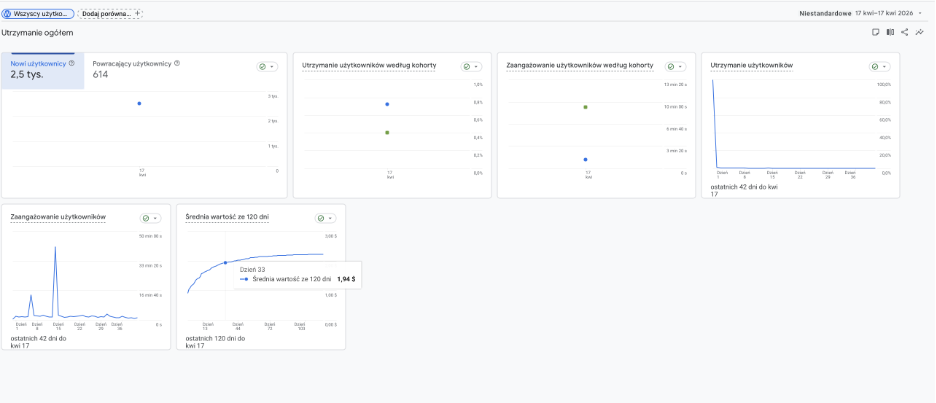 Wszyscy użytko...
Dodaj porówna... +
Niestandardowe 17 kwi–17 kwi 2026
Utrzymanie ogółem
Nowi użytkownicy
2,5 tys.
Powracający użytkownicy
614
3 tys.
2 tys.
1 tys.
0
17
kwi
Utrzymanie użytkowników według kohorty
1,0%
0,8%
0,6%
0,4%
0,2%
0,0%
17
kwi
Zaangażowanie użytkowników według kohorty
13 min 20 s
10 min 00 s
6 min 40 s
3 min 20 s
0 s
17
kwi
Utrzymanie użytkowników
100,0%
80,0%
60,0%
40,0%
20,0%
0,0%
Dzień Dzień Dzień Dzień Dzień Dzień
1 8 15 22 29 36
ostatnich 42 dni do kwi
17
Zaangażowanie użytkowników
50 min 00 s
33 min 20 s
16 min 40 s
0 s
Dzień Dzień Dzień Dzień Dzień Dzień
1 8 15 22 29 36
ostatnich 42 dni do
kwi 17
Średnia wartość ze 120 dni
3,00 $
1,00 $
0,00 $
Dzień 33
Średnia wartość ze 120 dni 1,94 $
Dzień Dzień Dzień Dzień
13 43 73 103
ostatnich 120 dni do
kwi 17